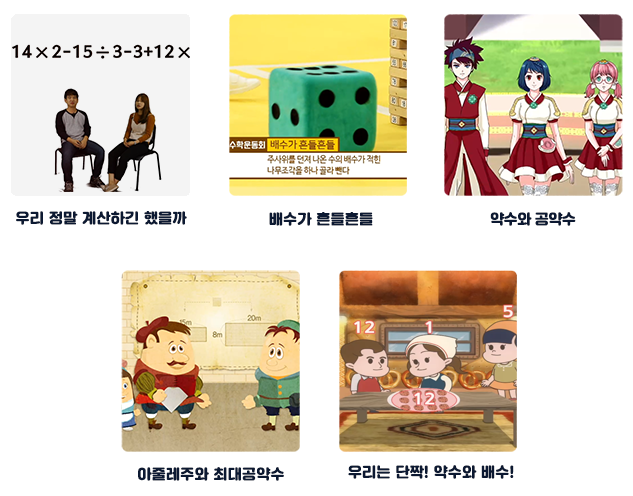 14×2-15÷3-3+12×
수학운동회 배수가 흔들흔들
주사위를 던져 나온 수의 배수가 적힌
나무조각을 하나 골라 뺀다
우리 정말 계산하긴 했을까
배수가 흔들흔들
약수와 공약수
20m
8m
12
1
5
12
아줄레주와 최대공약수
우리는 단짝! 약수와 배수!